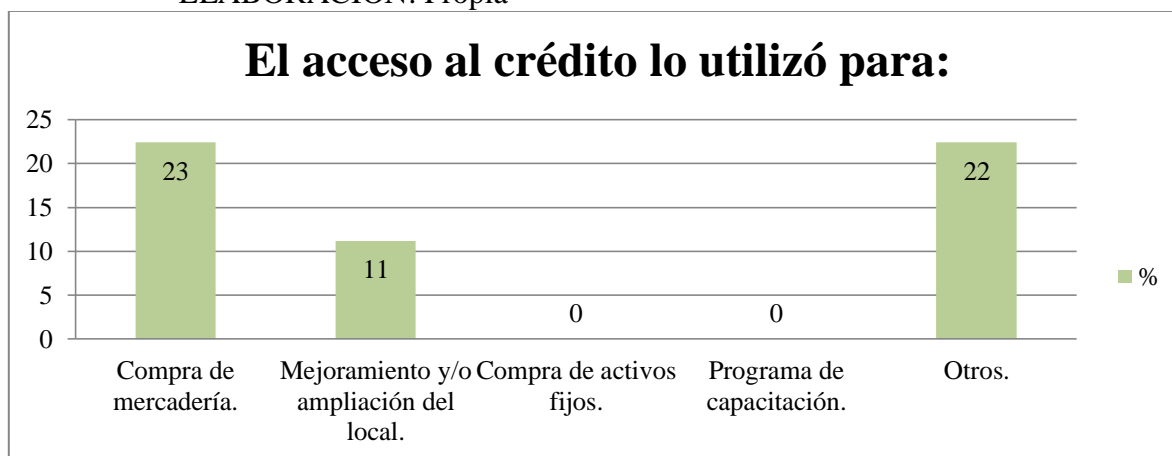 ELABORACIÓN: Propia
El acceso al crédito lo utilizó para:
25
20
15
10
5
0
23
11
0
0
22
%
Compra de
mercadería.
Mejoramiento y/o
ampliación del
local.
Compra de activos
fijos.
Programa de
capacitación.
Otros.